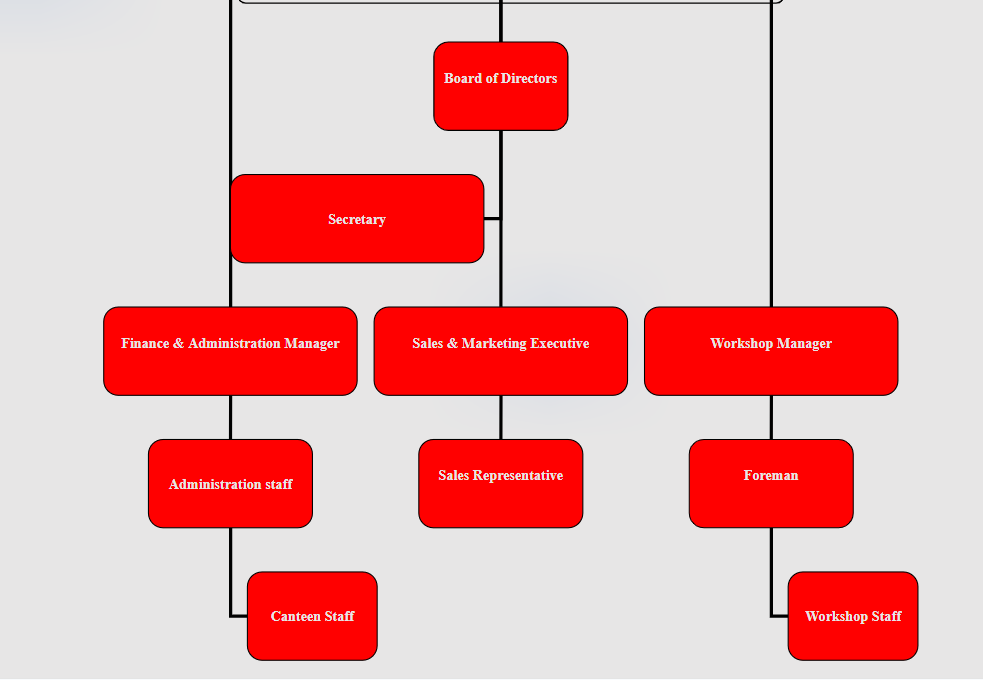 Board of Directors
Secretary
Finance & Administration Manager
Sales & Marketing Executive
Workshop Manager
Administration staff
Sales Representative
Foreman
Canteen Staff
Workshop Staff